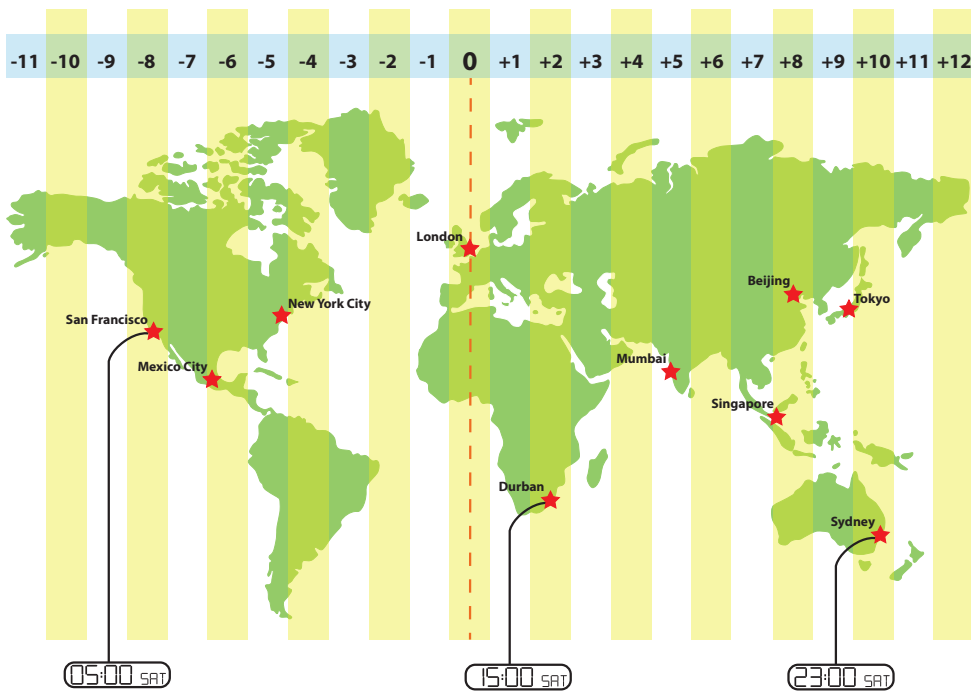 -11 -10 -9 -8 -7 -6 -5 -4 -3 -2 -1 0 +1 +2 +3 +4 +5 +6 +7 +8 +9 +10 +11 +12
London
Beijing
New York City
Tokyo
San Francisco
Mumbai
Mexico City
Singapore
Durban
Sydney
05:00 SAT
15:00 SAT
23:00 SAT